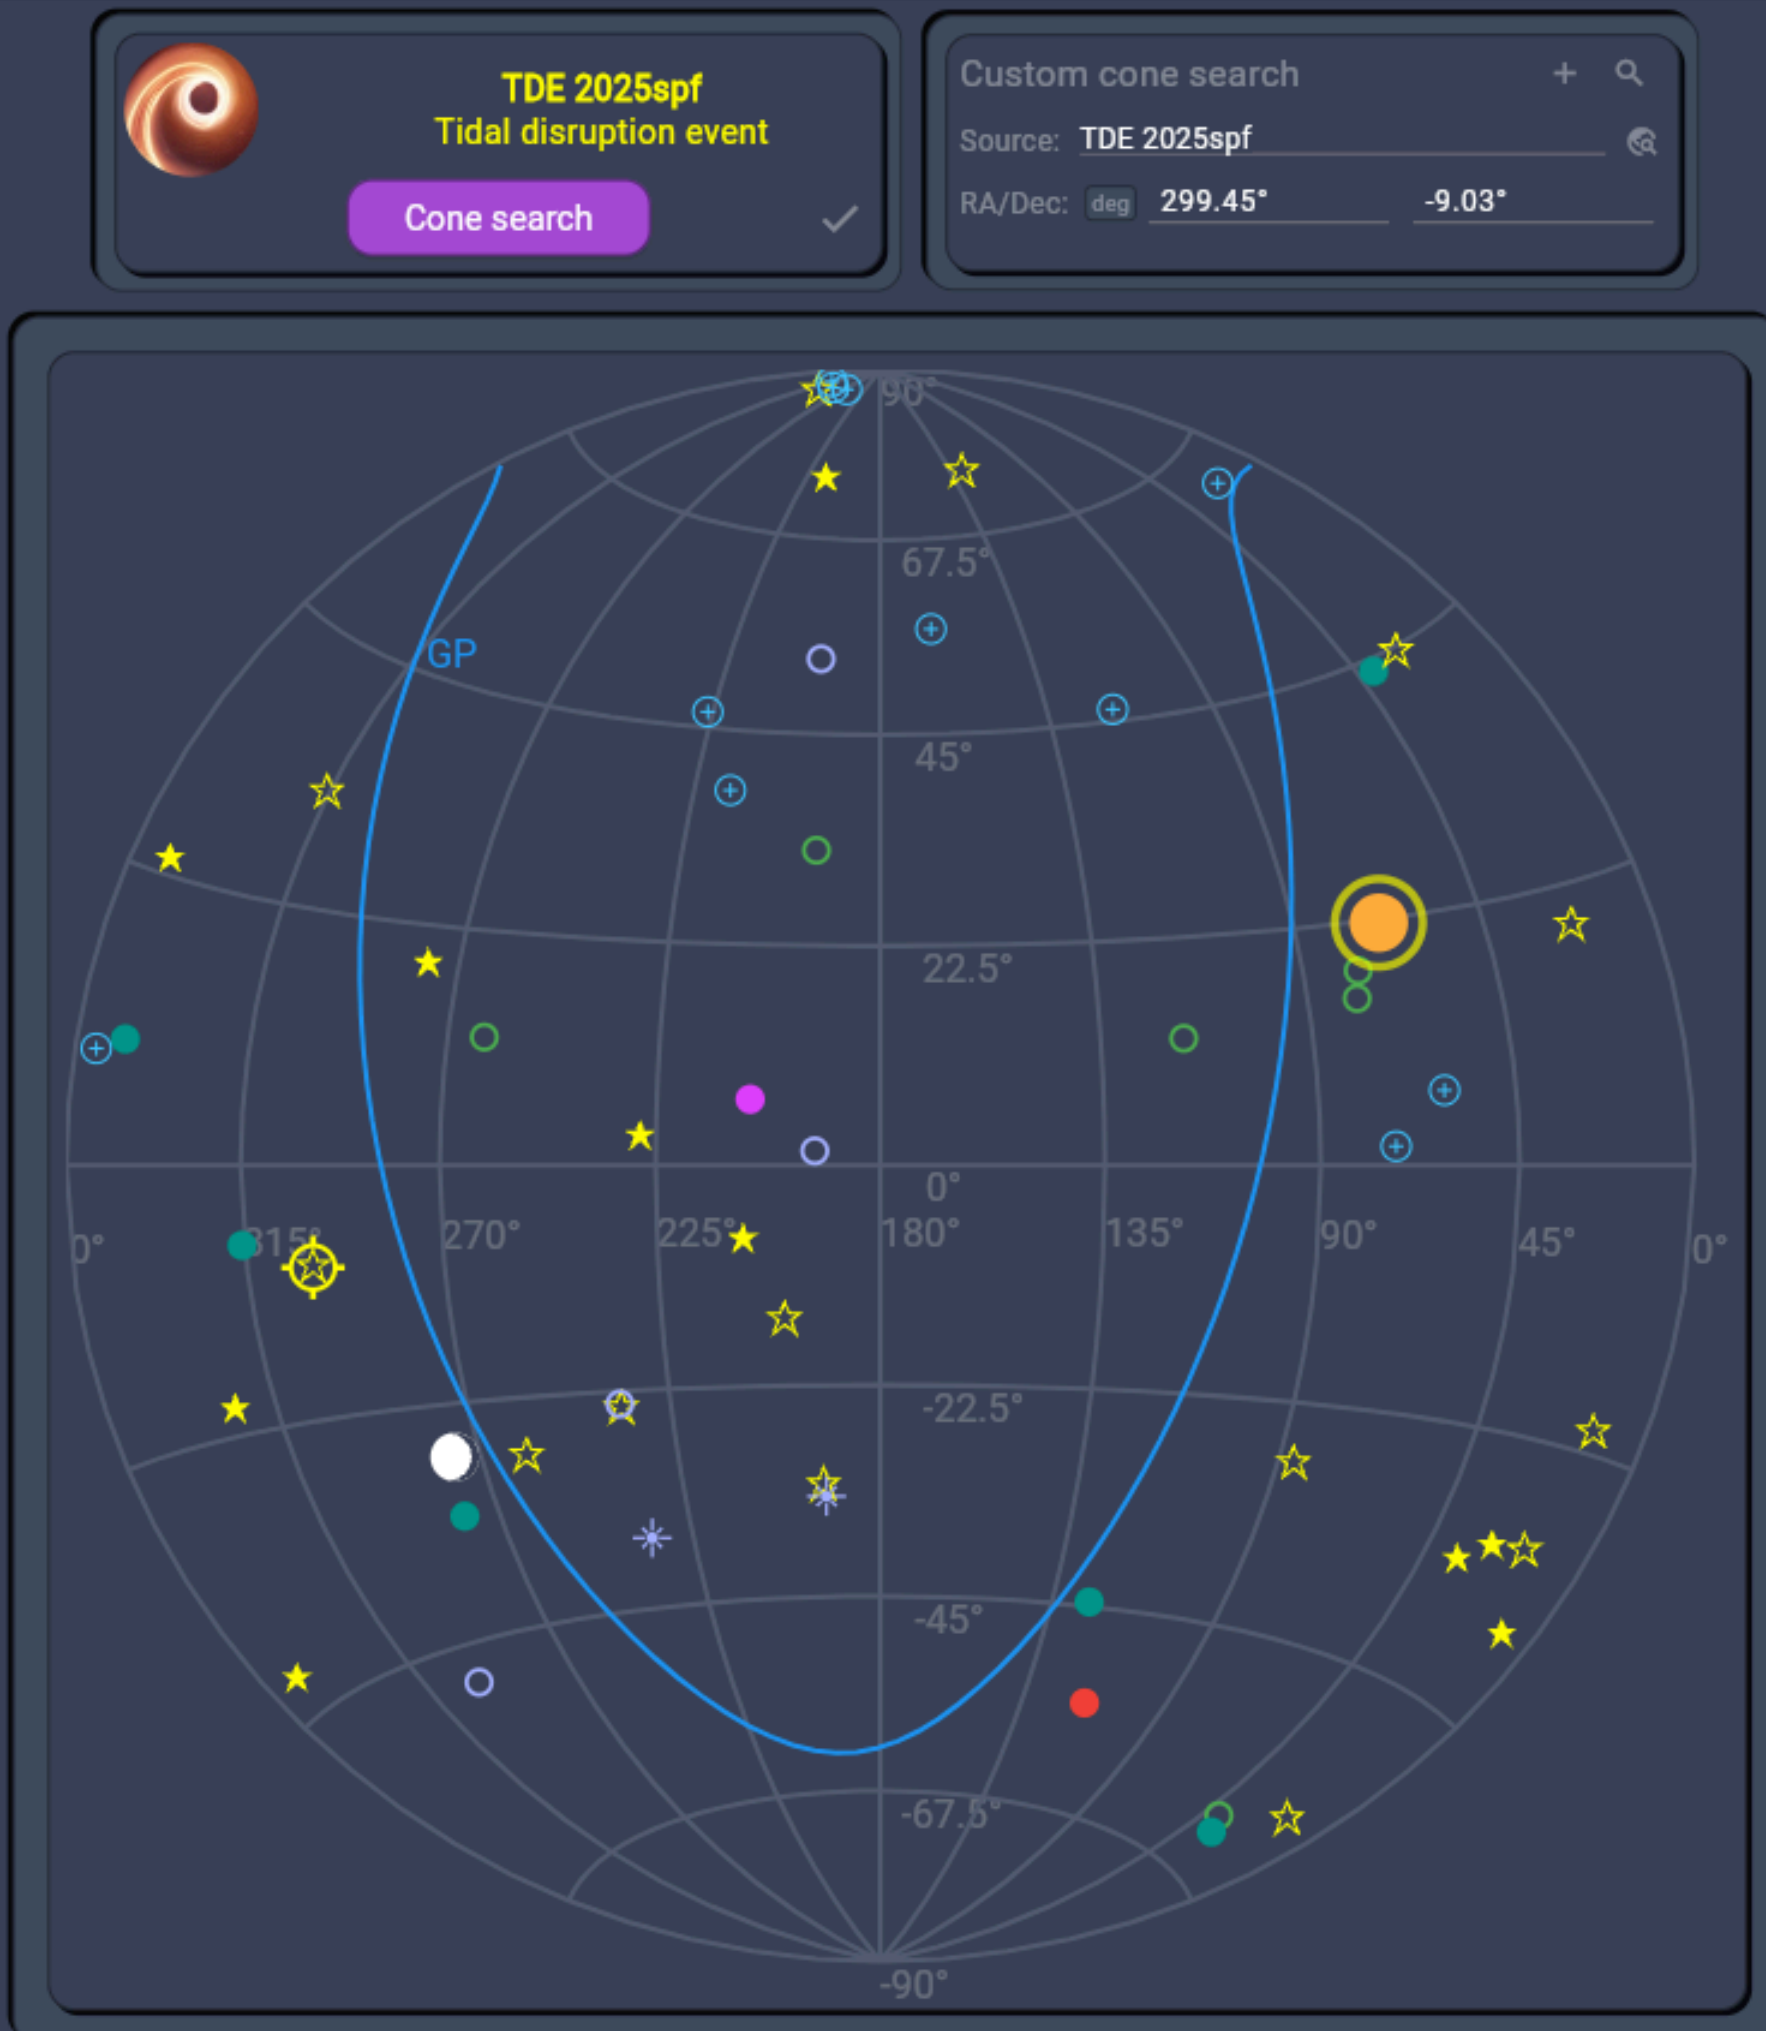 TDE 2025spf
Tidal disruption event
Cone search
Custom cone search
Source: TDE 2025spf
RA/Dec: deg 299.45° -9.03°
90°
67.5°
GP
45°
22.5°
0°
0° 315° 270° 225° 180° 135° 90° 45° 0°
-22.5°
-45°
-67.5°
-90°